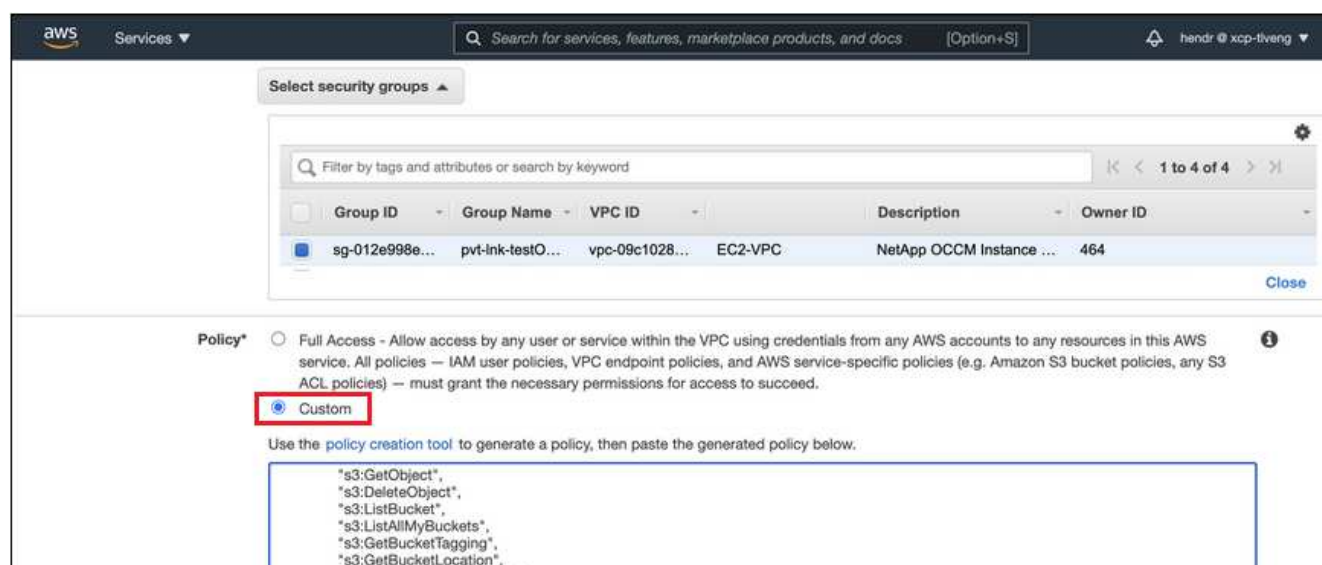 aws Services ▼ Search for services, features, marketplace products, and docs [Option+S] hendr @ xcp-tlveng ▼
Select security groups ▲
Filter by tags and attributes or search by keyword 1 to 4 of 4
Group ID Group Name VPC ID Description Owner ID
sg-012e998e... pvt-lnk-testO... vpc-09c1028... EC2-VPC NetApp OCCM Instance ... 464
Close
Policy* Full Access - Allow access by any user or service within the VPC using credentials from any AWS accounts to any resources in this AWS
service. All policies — IAM user policies, VPC endpoint policies, and AWS service-specific policies (e.g. Amazon S3 bucket policies, any S3
ACL policies) — must grant the necessary permissions for access to succeed.
Custom
Use the policy creation tool to generate a policy, then paste the generated policy below.
"s3:GetObject",
"s3:DeleteObject",
"s3:ListBucket",
"s3:ListAllMyBuckets",
"s3:GetBucketTagging",
"s3:GetBucketLocation",